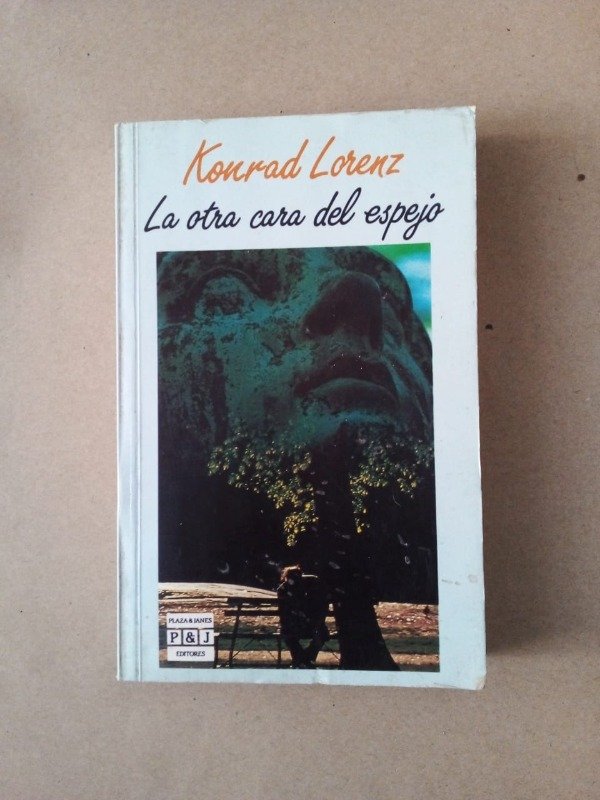 Konrad Lorenz
La otra cara del espejo
PLAZA & JANES
P & J
EDITORES